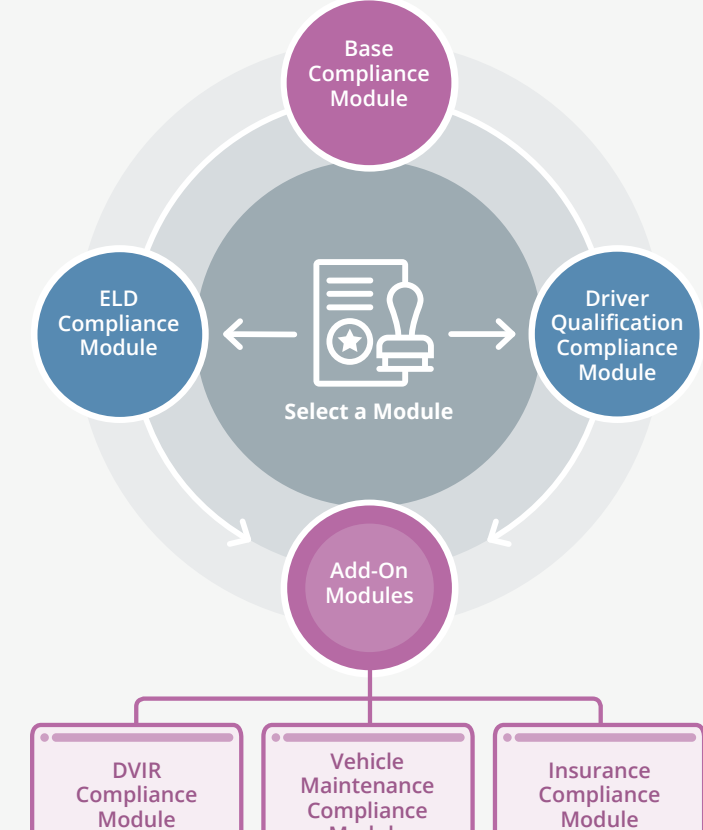 Base
Compliance
Module
ELD
Compliance
Module
Driver
Qualification
Compliance
Module
Select a Module
Add-On
Modules
DVIR
Compliance
Module
Vehicle
Maintenance
Compliance
Module
Insurance
Compliance
Module